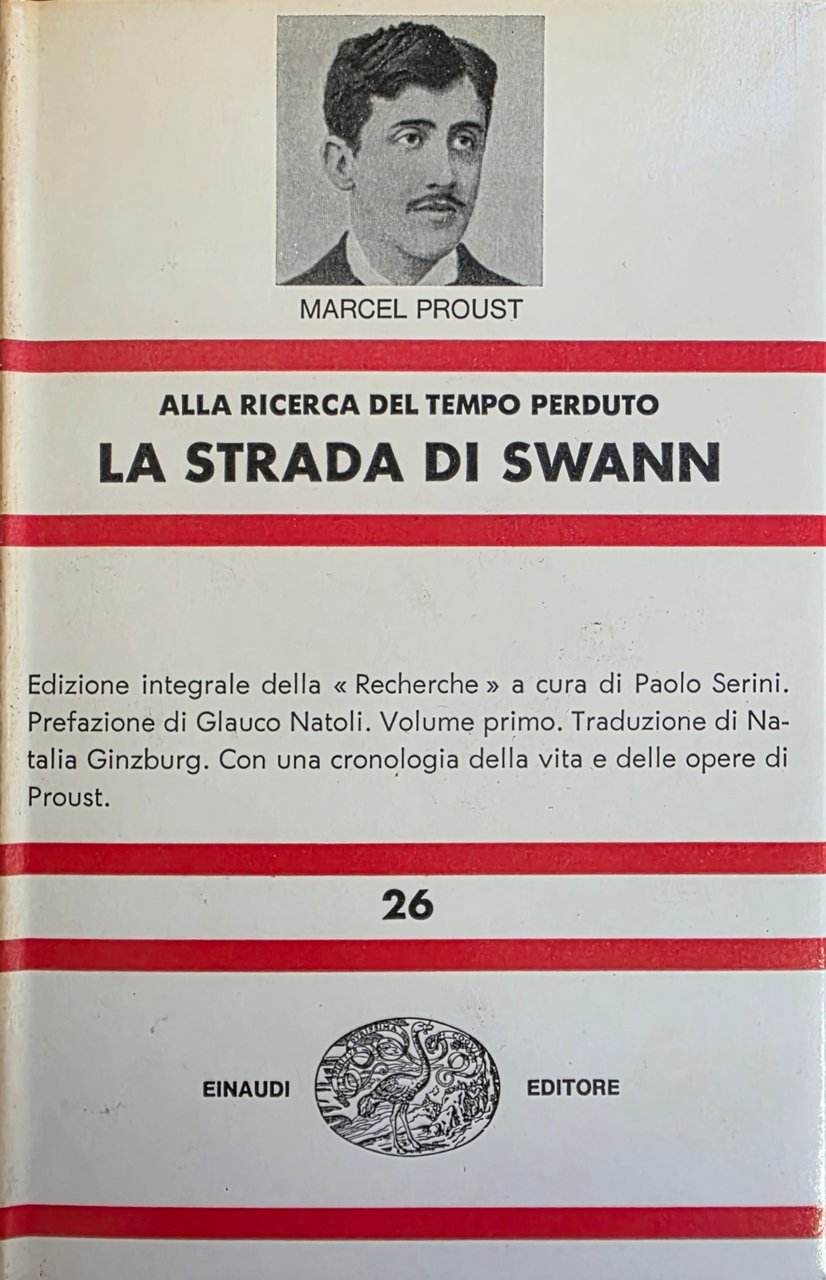 MARCEL PROUST
ALLA RICERCA DEL TEMPO PERDUTO
LA STRADA DI SWANN
Edizione integrale della « Recherche » a cura di Paolo Serini.
Prefazione di Glauco Natoli. Volume primo. Traduzione di Na-
talia Ginzburg. Con una cronologia della vita e delle opere di
Proust.
26
EINAUDI EDITORE